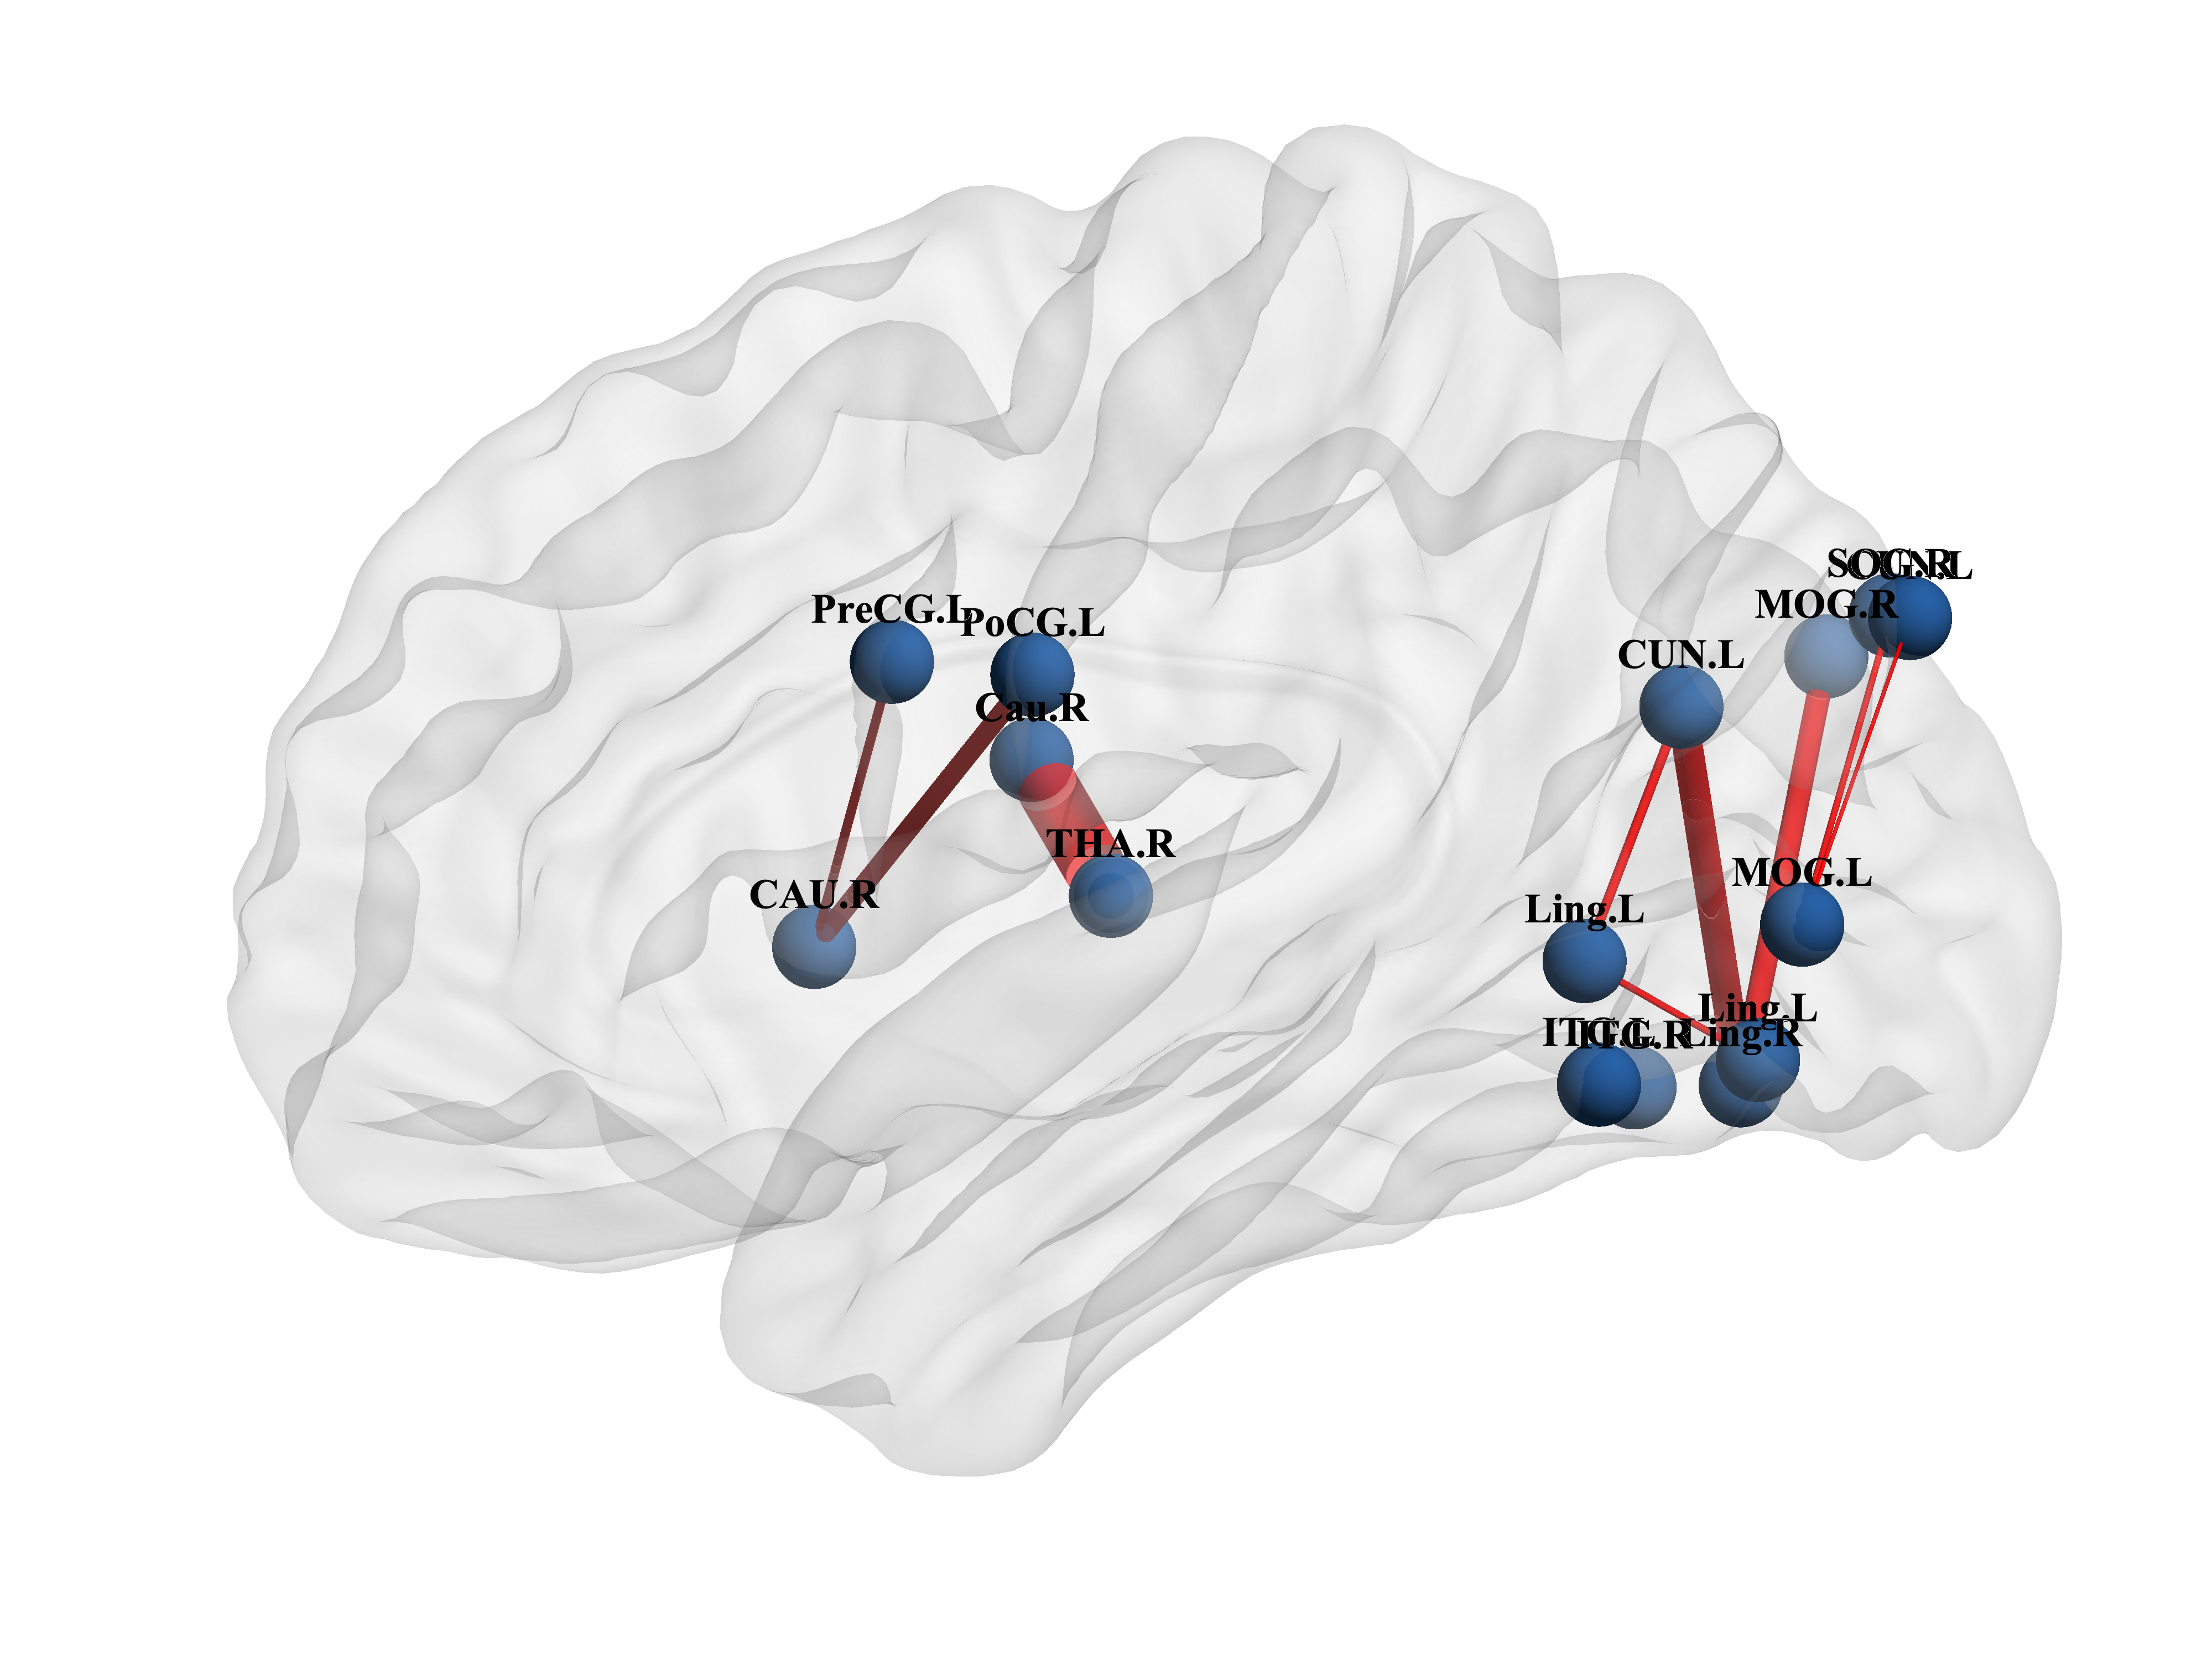 SOG.R
CUN.L
MOG.R
PreCG.L
PoCG.L
CUN.L
Cau.R
THA.R
MOG.L
CAU.R
Ling.L
Ling.L
ITG.L
ITG.R
Ling.R